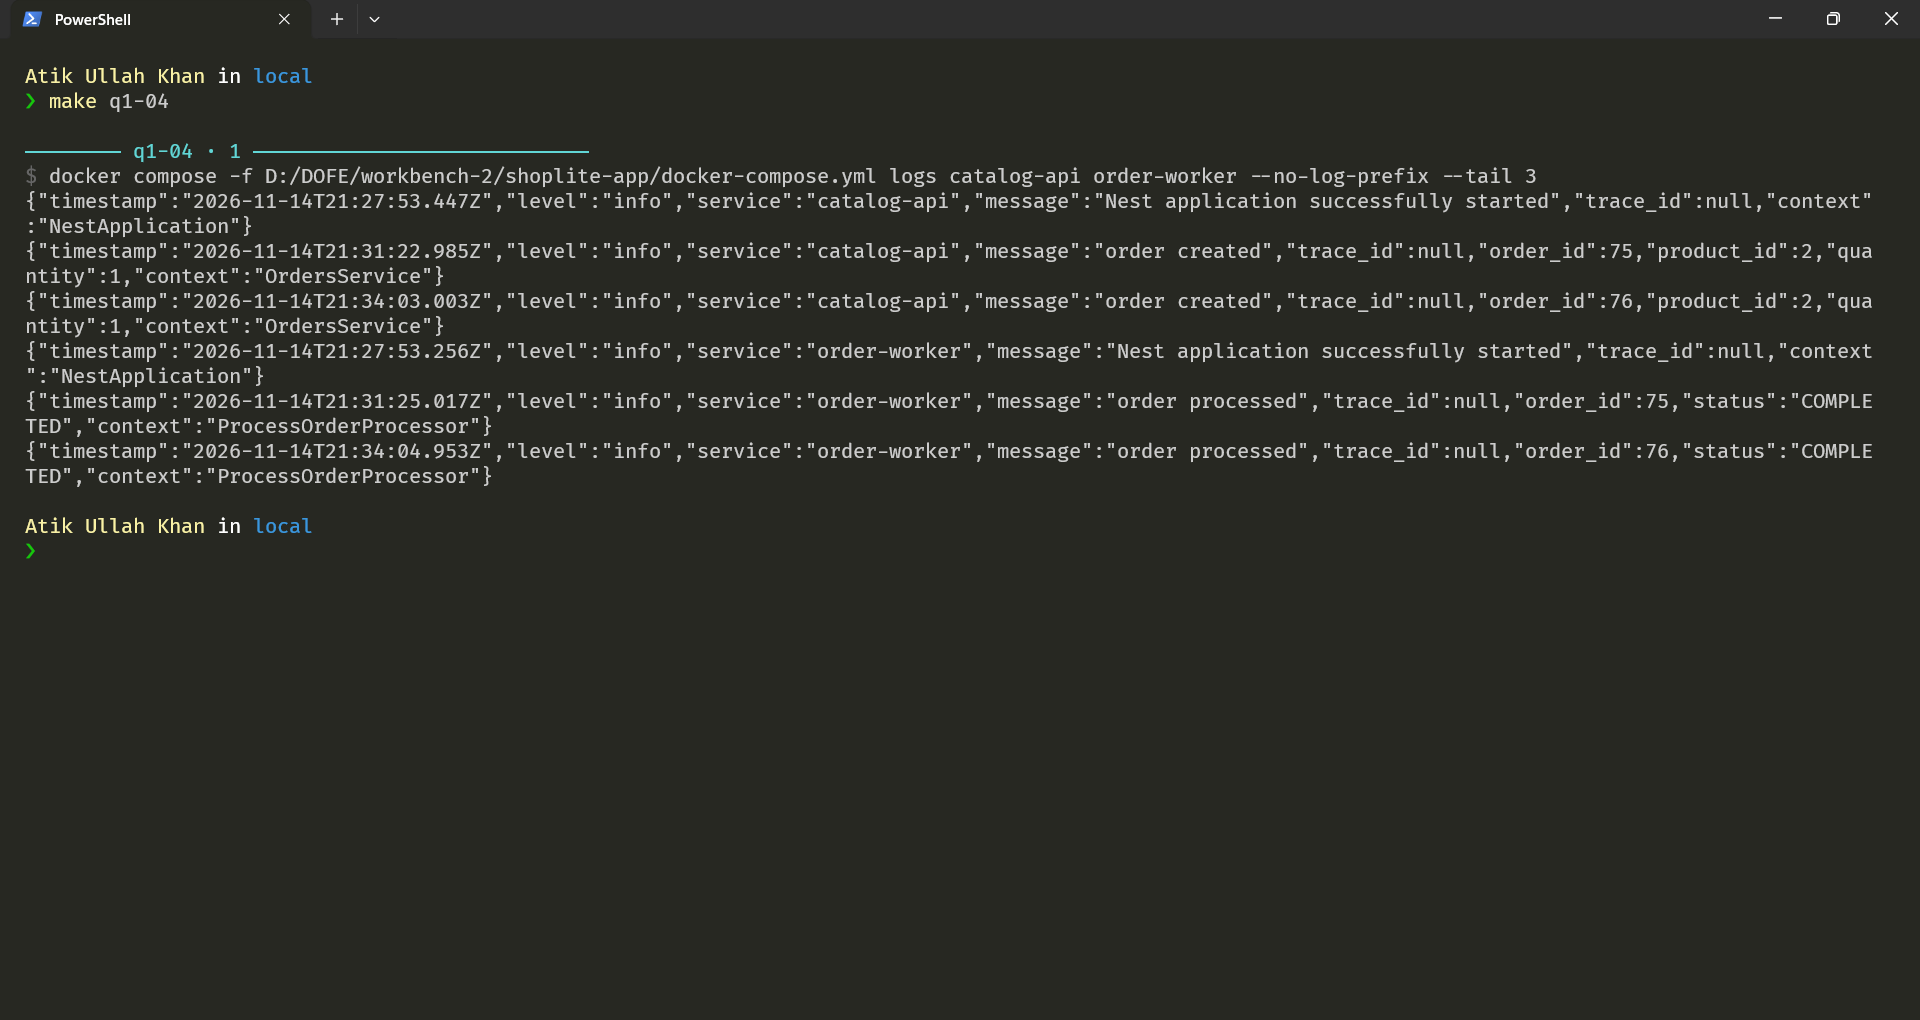 PowerShell
Atik Ullah Khan in local
❯ make q1-04
──────── q1-04 · 1 ────────────────────────────
$ docker compose -f D:/DOFE/workbench-2/shoplite-app/docker-compose.yml logs catalog-api order-worker --no-log-prefix --tail 3
{"timestamp":"2026-11-14T21:27:53.447Z","level":"info","service":"catalog-api","message":"Nest application successfully started","trace_id":null,"context"
:"NestApplication"}
{"timestamp":"2026-11-14T21:31:22.985Z","level":"info","service":"catalog-api","message":"order created","trace_id":null,"order_id":75,"product_id":2,"qua
ntity":1,"context":"OrdersService"}
{"timestamp":"2026-11-14T21:34:03.003Z","level":"info","service":"catalog-api","message":"order created","trace_id":null,"order_id":76,"product_id":2,"qua
ntity":1,"context":"OrdersService"}
{"timestamp":"2026-11-14T21:27:53.256Z","level":"info","service":"order-worker","message":"Nest application successfully started","trace_id":null,"context
":"NestApplication"}
{"timestamp":"2026-11-14T21:31:25.017Z","level":"info","service":"order-worker","message":"order processed","trace_id":null,"order_id":75,"status":"COMPLE
TED","context":"ProcessOrderProcessor"}
{"timestamp":"2026-11-14T21:34:04.953Z","level":"info","service":"order-worker","message":"order processed","trace_id":null,"order_id":76,"status":"COMPLE
TED","context":"ProcessOrderProcessor"}
Atik Ullah Khan in local
❯